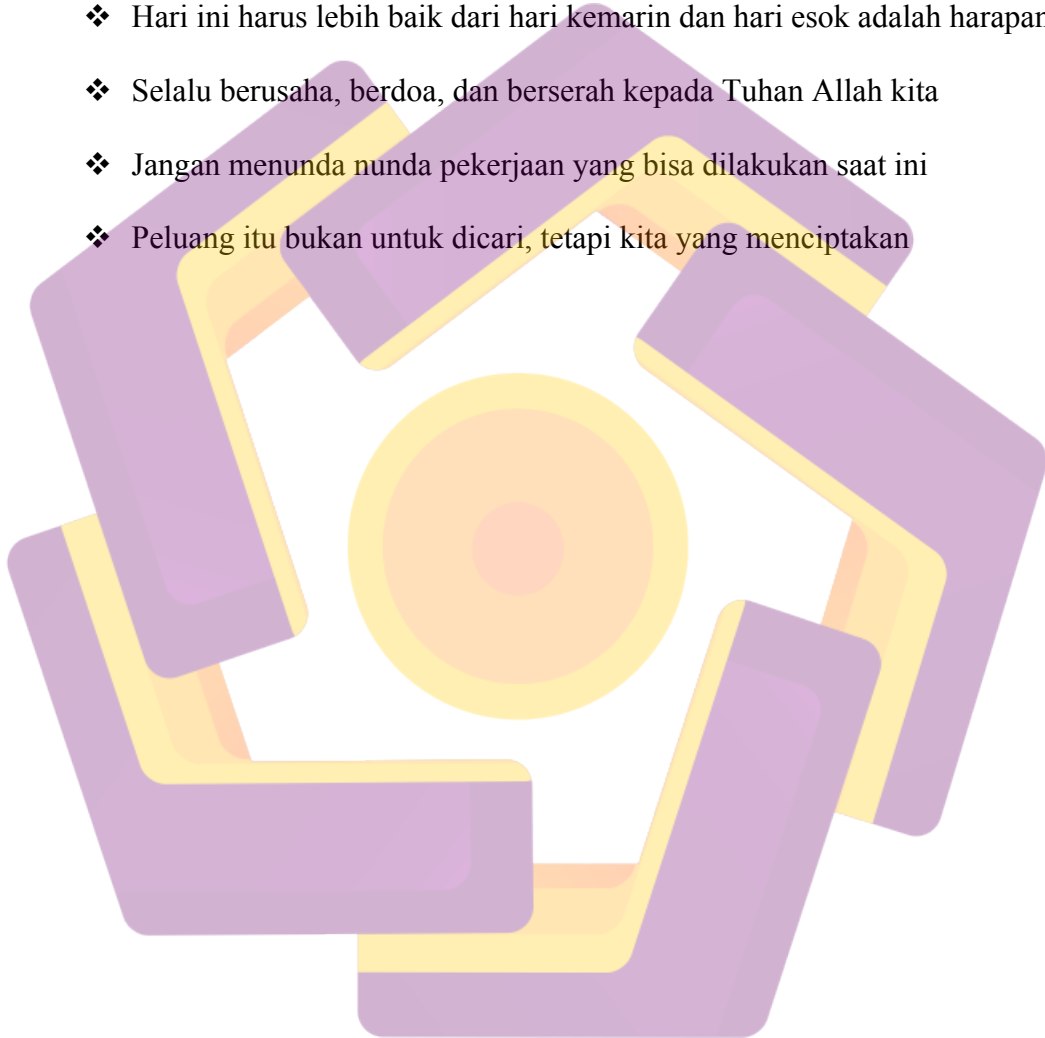 ❖ Hari ini harus lebih baik dari hari kemarin dan hari esok adalah harapan
❖ Selalu berusaha, berdoa, dan berserah kepada Tuhan Allah kita
❖ Jangan menunda nunda pekerjaan yang bisa dilakukan saat ini
❖ Peluang itu bukan untuk dicari, tetapi kita yang menciptakan